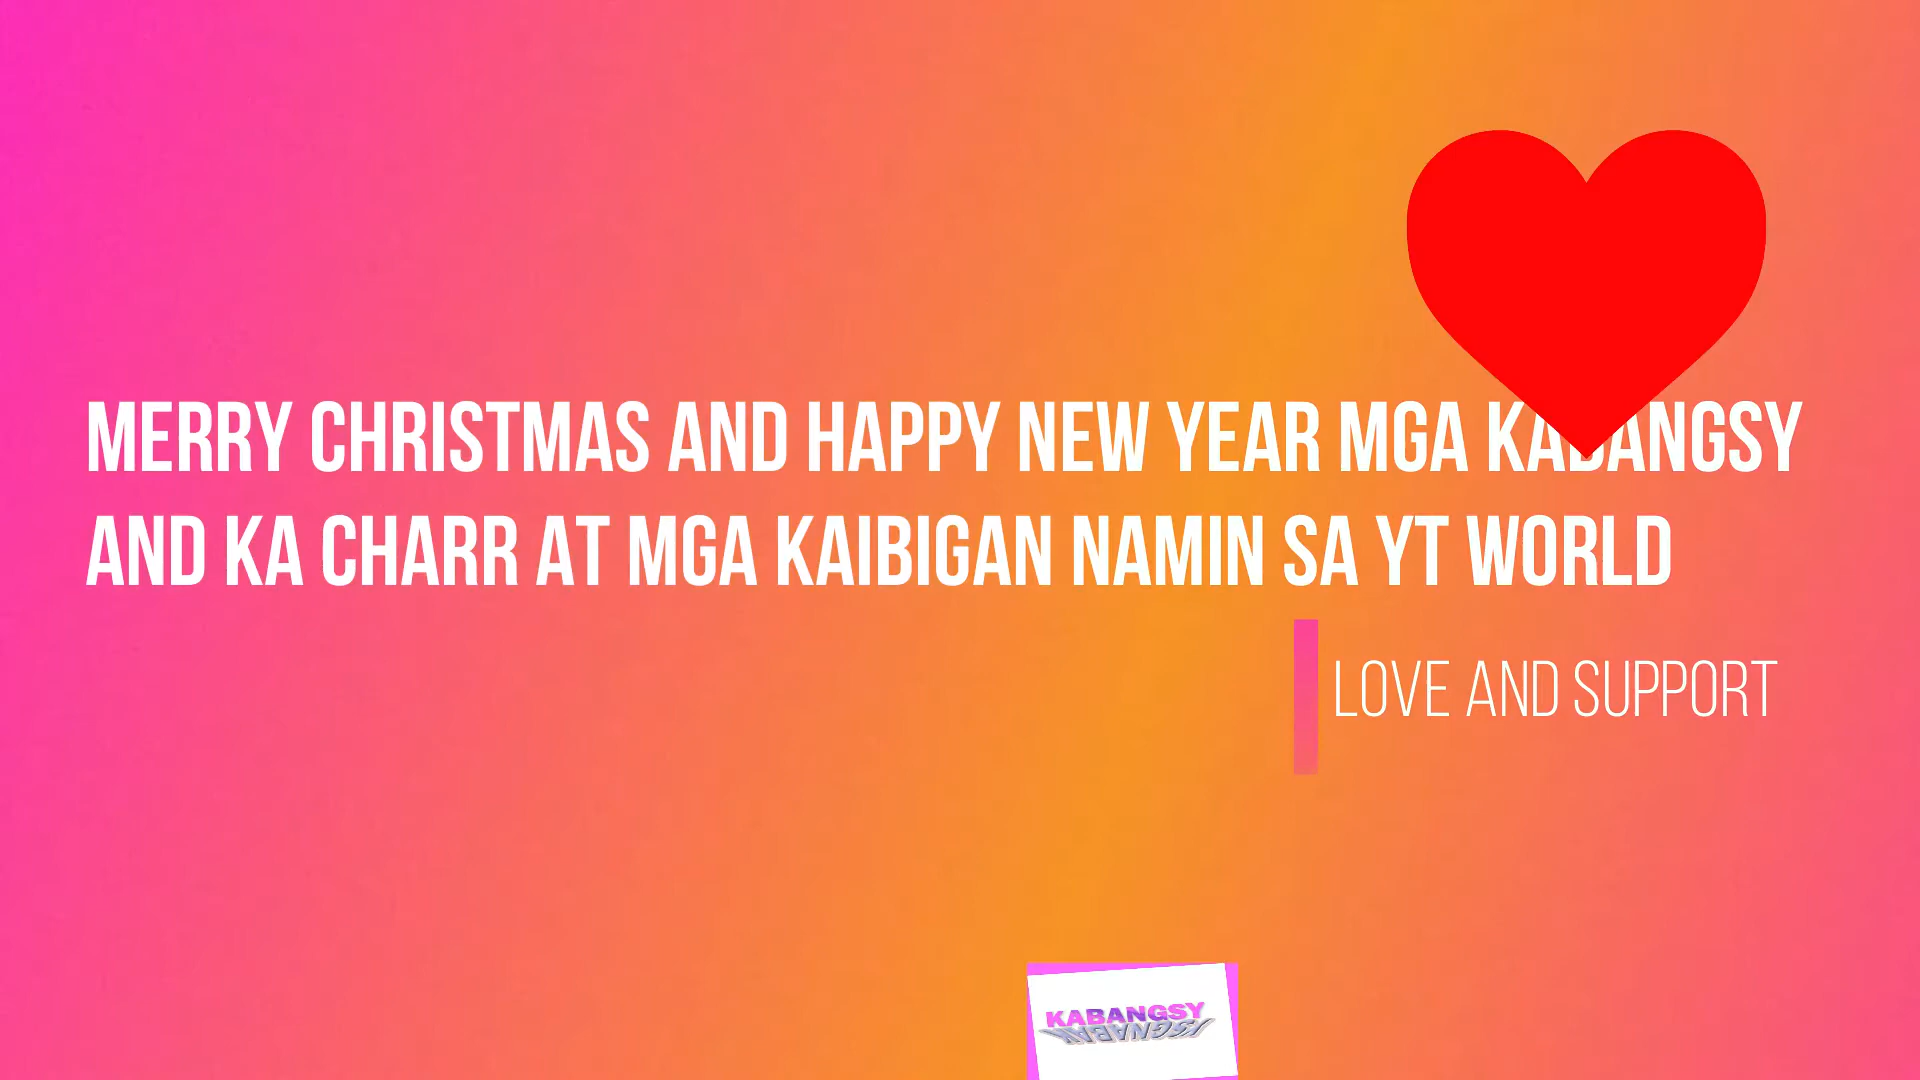 MERRY CHRISTMAS AND HAPPY NEW YEAR MGA KABANGSY
AND KA CHARR AT MGA KAIBIGAN NAMIN SA YT WORLD
LOVE AND SUPPORT
KABANGSY